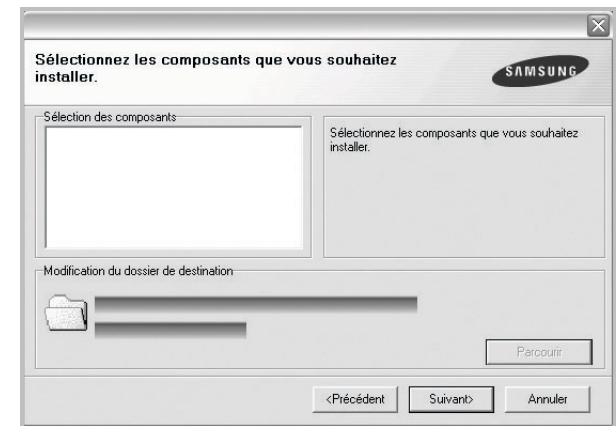 Sélectionnez les composants que vous souhaitez
installer.
SAMSUNG
Sélection des composants
Sélectionnez les composants que vous souhaitez
installer.
Modification du dossier de destination
Parcourir
<Précédent
Suivant>
Annuler